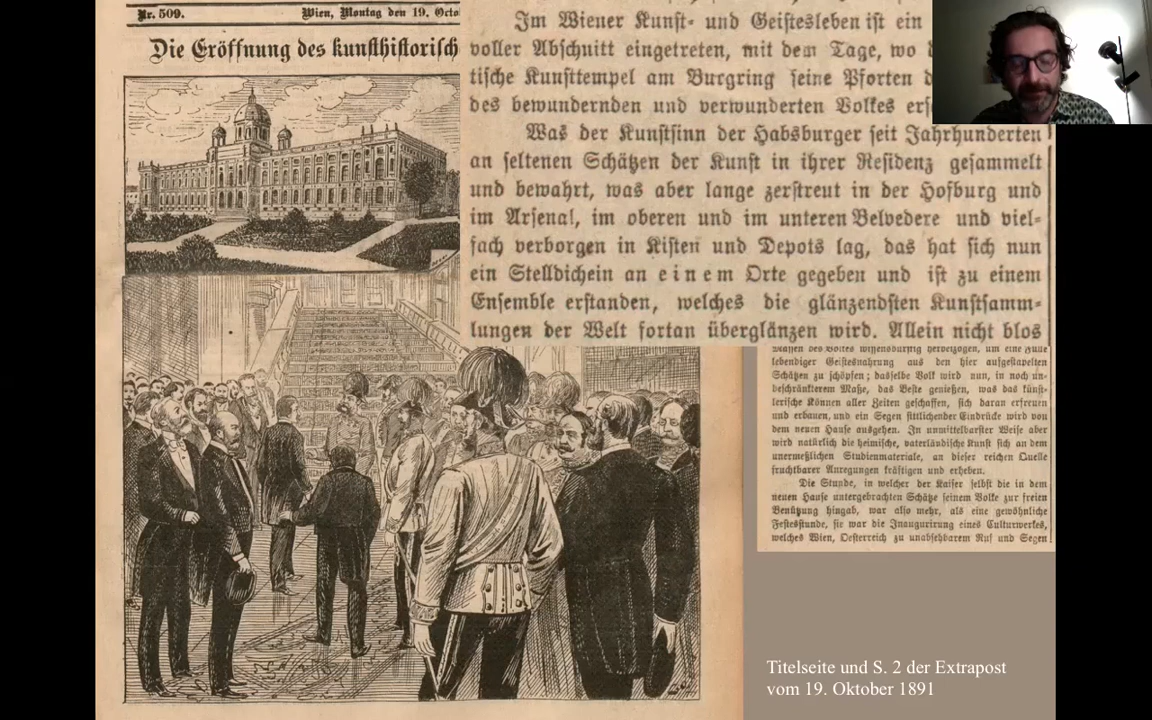 Nr. 509.
Wien, Montag den 19. Octo
Die Eröffnung des kunsthistorisch
Im Wiener Kunst- und Geistesleben ist ein
voller Abschnitt eingetreten, mit dem Tage, wo
tische Kunsttempel am Burgring seine Pforten
des bewundernden und verwunderten Volkes
Was der Kunstsinn der Habsburger seit Jahrhunderten
an seltenen Schätzen der Kunst in ihrer Residenz gesammelt
und bewahrt, was aber lange zerstreut in der Hofburg und
im Arsenal, im oberen und im unteren Belvedere und viel-
fach verborgen in Kisten und Depots lag, das hat sich nun
ein Stelldichein an einem Orte gegeben und ist zu einem
Ensemble erstanden, welches die glänzendsten Kunstsamm-
lungen der Welt fortan überglänzen wird. Allein nicht blos
lebendiger Geistesnahrung aus den hier aufgestapelten
Schätzen zu schöpfen; dasselbe Volk wird nun, in noch un-
beschränkterem Maße, das Beste genießen, was das künst-
lerische Können aller Zeiten geschaffen, sich daran erfreuen
und erbauen, und ein Segen sittlichender Eindrücke wird von
dem neuen Hause ausgehen. In unmittelbarster Weise aber
wird natürlich die heimische, vaterländische Kunst sich an dem
unermeßlichen Studienmateriale, an dieser reichen Quelle
fruchtbarer Anregungen kräftigen und erheben.
Die Stunde, in welcher der Kaiser selbst die in dem
neuen Hause untergebrachten Schätze seinem Volke zur freien
Benützung hingab, war also mehr, als eine gewöhnliche
Festesstunde, sie war die Inaugurirung eines Culturwerkes,
welches Wien, Oesterreich zu unabsehbarem Ruf und Segen
Titelseite und S. 2 der Extrapost
vom 19. Oktober 1891